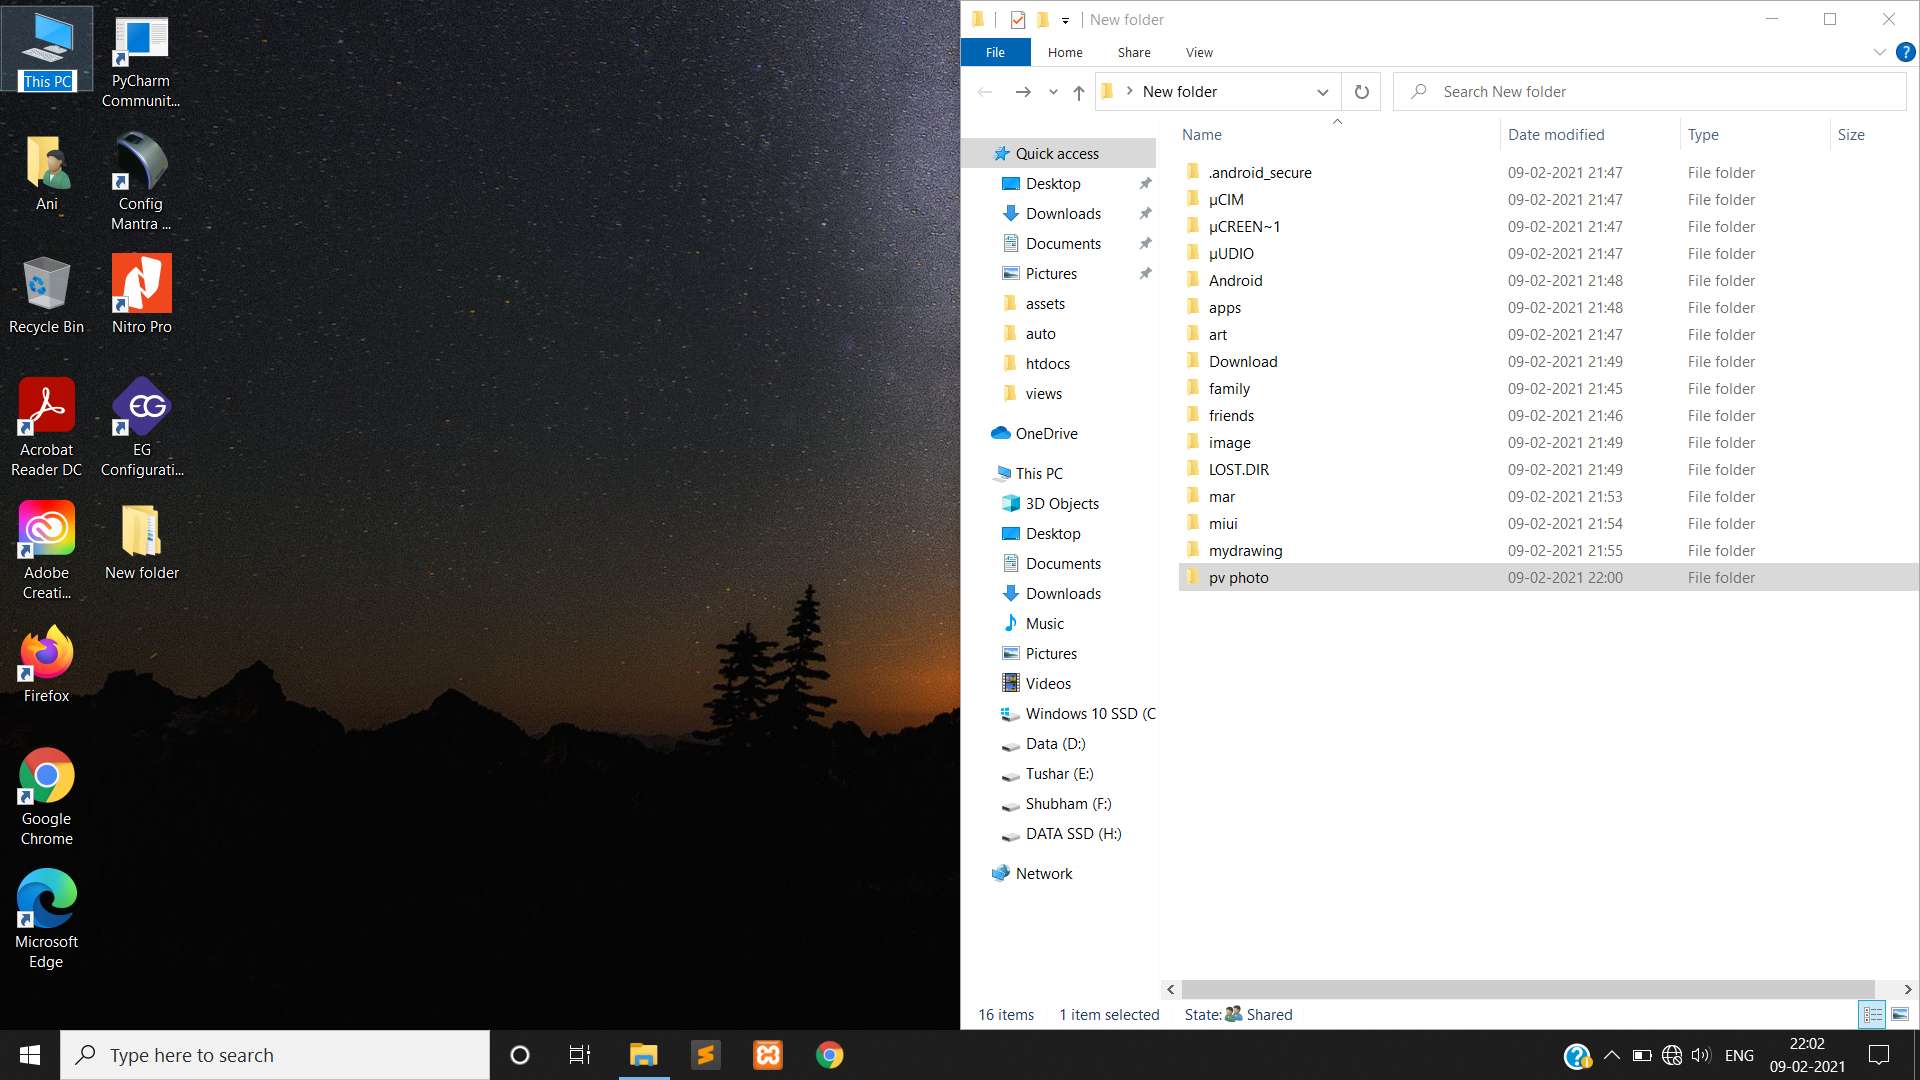 This PC
PyCharm
Communit...
Ani
Config
Mantra ...
Recycle Bin
Nitro Pro
Acrobat
Reader DC
EG
EG
Configurati...
Adobe
Creati...
New folder
Firefox
Google
Chrome
Microsoft
Edge
New folder
File
Home
Share
View
?
New folder
Search New folder
Name
Date modified
Type
Size
Quick access
Desktop
Downloads
Documents
Pictures
assets
auto
htdocs
views
OneDrive
This PC
3D Objects
Desktop
Documents
Downloads
Music
Pictures
Videos
Windows 10 SSD (C
Data (D:)
Tushar (E:)
Shubham (F:)
DATA SSD (H:)
Network
.android_secure 09-02-2021 21:47 File folder
µCIM 09-02-2021 21:47 File folder
µCREEN~1 09-02-2021 21:47 File folder
µUDIO 09-02-2021 21:47 File folder
Android 09-02-2021 21:48 File folder
apps 09-02-2021 21:48 File folder
art 09-02-2021 21:47 File folder
Download 09-02-2021 21:49 File folder
family 09-02-2021 21:45 File folder
friends 09-02-2021 21:46 File folder
image 09-02-2021 21:49 File folder
LOST.DIR 09-02-2021 21:49 File folder
mar 09-02-2021 21:53 File folder
miui 09-02-2021 21:54 File folder
mydrawing 09-02-2021 21:55 File folder
pv photo 09-02-2021 22:00 File folder
16 items 1 item selected State: Shared
Type here to search
ENG
22:02
09-02-2021